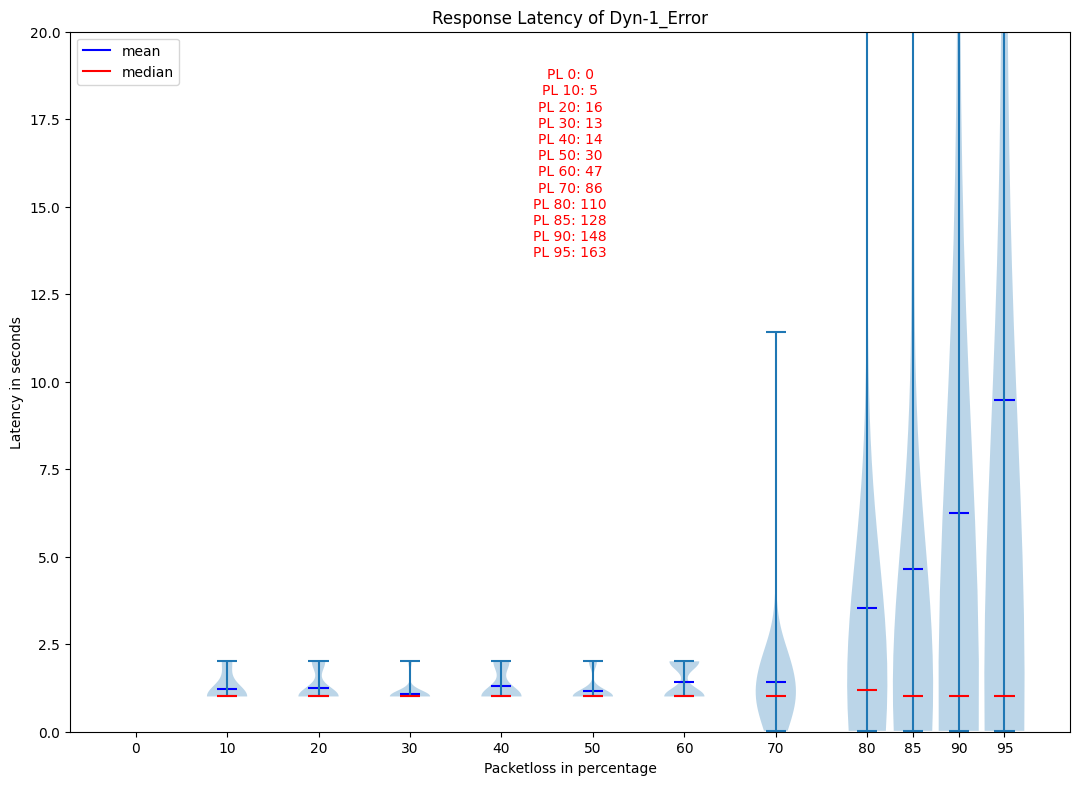 Response Latency of Dyn-1_Error
mean
median
PL 0: 0
PL 10: 5
PL 20: 16
PL 30: 13
PL 40: 14
PL 50: 30
PL 60: 47
PL 70: 86
PL 80: 110
PL 85: 128
PL 90: 148
PL 95: 163
Latency in seconds
20.0
17.5
15.0
12.5
10.0
7.5
5.0
2.5
0.0
0 10 20 30 40 50 60 70 80 85 90 95
Packetloss in percentage